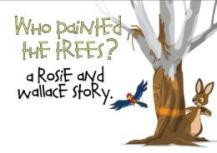 Who painted
the trees?
a Rosie and
Wallace story.